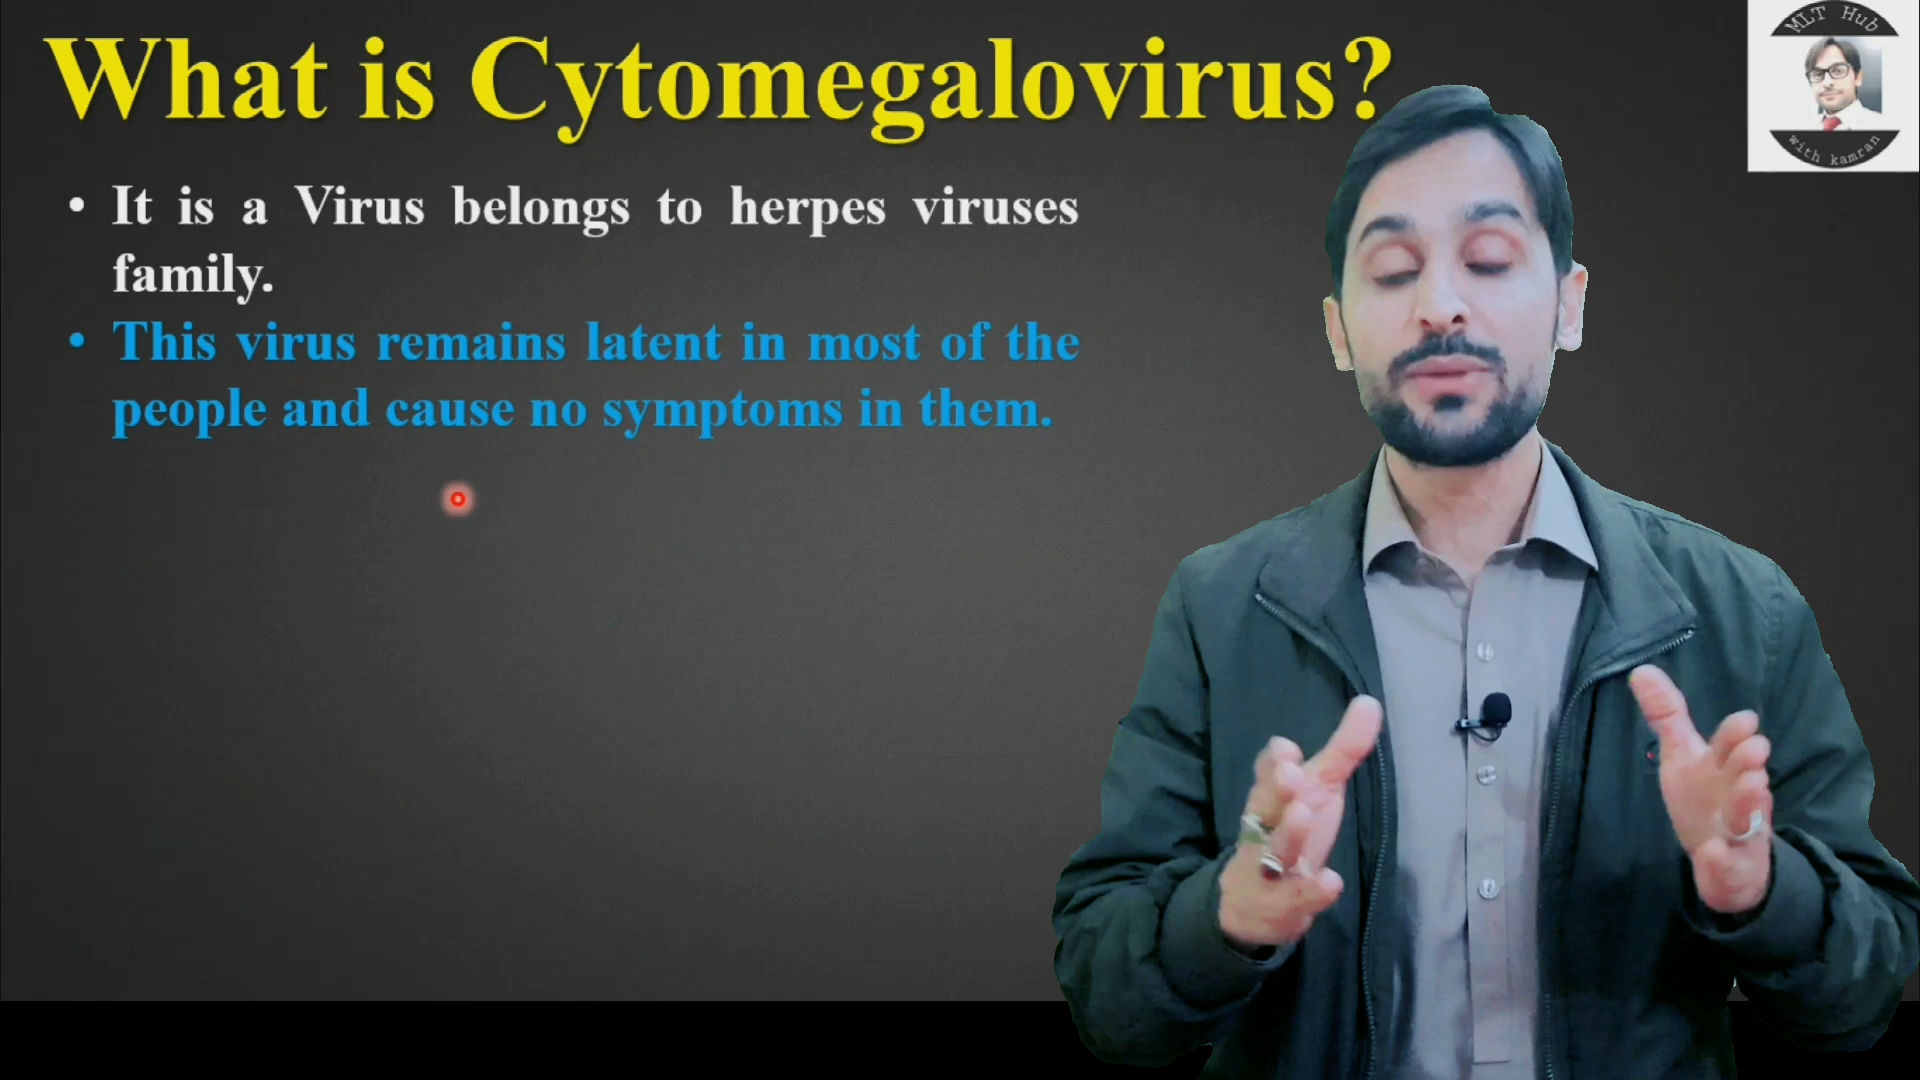 What is Cytomegalovirus?
MLT Hub
with kamran
• It is a Virus belongs to herpes viruses
family.
• This virus remains latent in most of the
people and cause no symptoms in them.